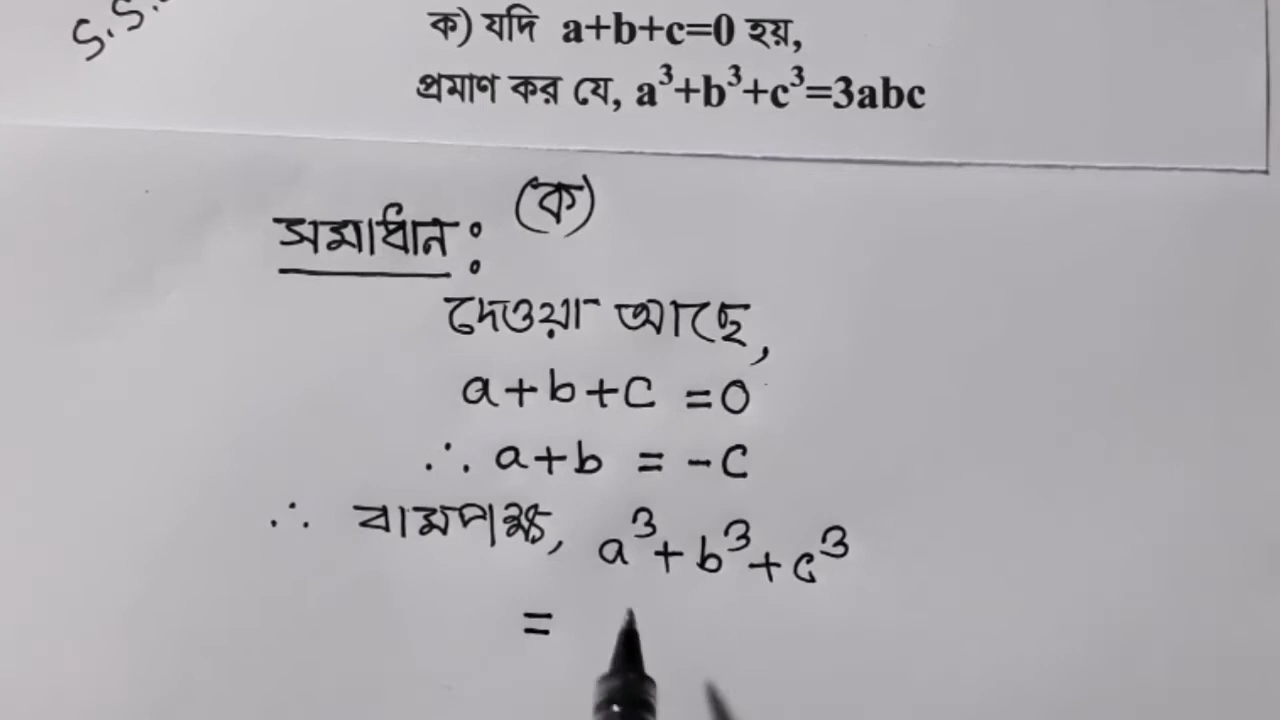 S.S.
ক) যদি a+b+c=0 হয়,
প্রমাণ কর যে, a³+b³+c³=3abc
সমাধান: (ক)
দেওয়া আছে,
a+b+c = 0
∴ a+b = -c
∴ বামপক্ষ, a³+b³+c³
=